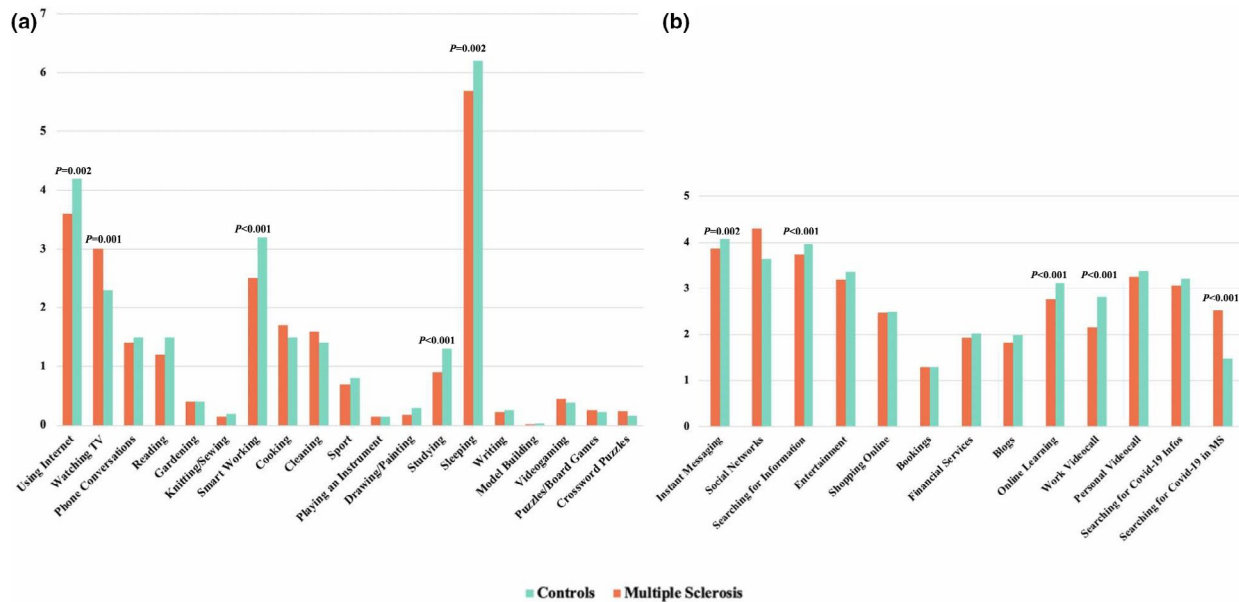 (a)
7
6
5
4
3
2
1
0
P=0.002
P=0.001
P<0.001
P<0.001
P=0.002
Using Internet
Watching TV
Phone Conversations
Reading
Gardening
Knitting/Sewing
Smart Working
Cooking
Cleaning
Sport
Playing an Instrument
Drawing/Painting
Studying
Sleeping
Writing
Model Building
Videogaming
Puzzles/Board Games
Crossword Puzzles
(b)
5
4
3
2
1
0
P=0.002
P<0.001
P<0.001
P<0.001
P<0.001
Instant Messaging
Social Networks
Searching for Information
Entertainment
Shopping Online
Bookings
Financial Services
Blogs
Online Learning
Work Videocall
Personal Videocall
Searching for Covid-19 Infos
Searching for Covid-19 in MS
Controls
Multiple Sclerosis